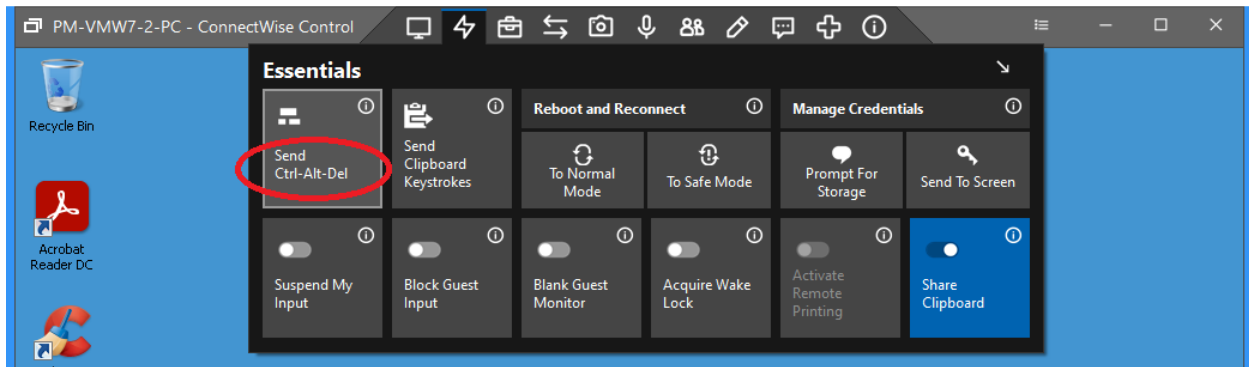 PM-VMW7-2-PC - ConnectWise Control
Essentials
Recycle Bin
Send
Ctrl-Alt-Del
Send
Clipboard
Keystrokes
Reboot and Reconnect
To Normal
Mode
To Safe Mode
Manage Credentials
Prompt For
Storage
Send To Screen
Acrobat
Reader DC
Suspend My
Input
Block Guest
Input
Blank Guest
Monitor
Acquire Wake
Lock
Activate
Remote
Printing
Share
Clipboard